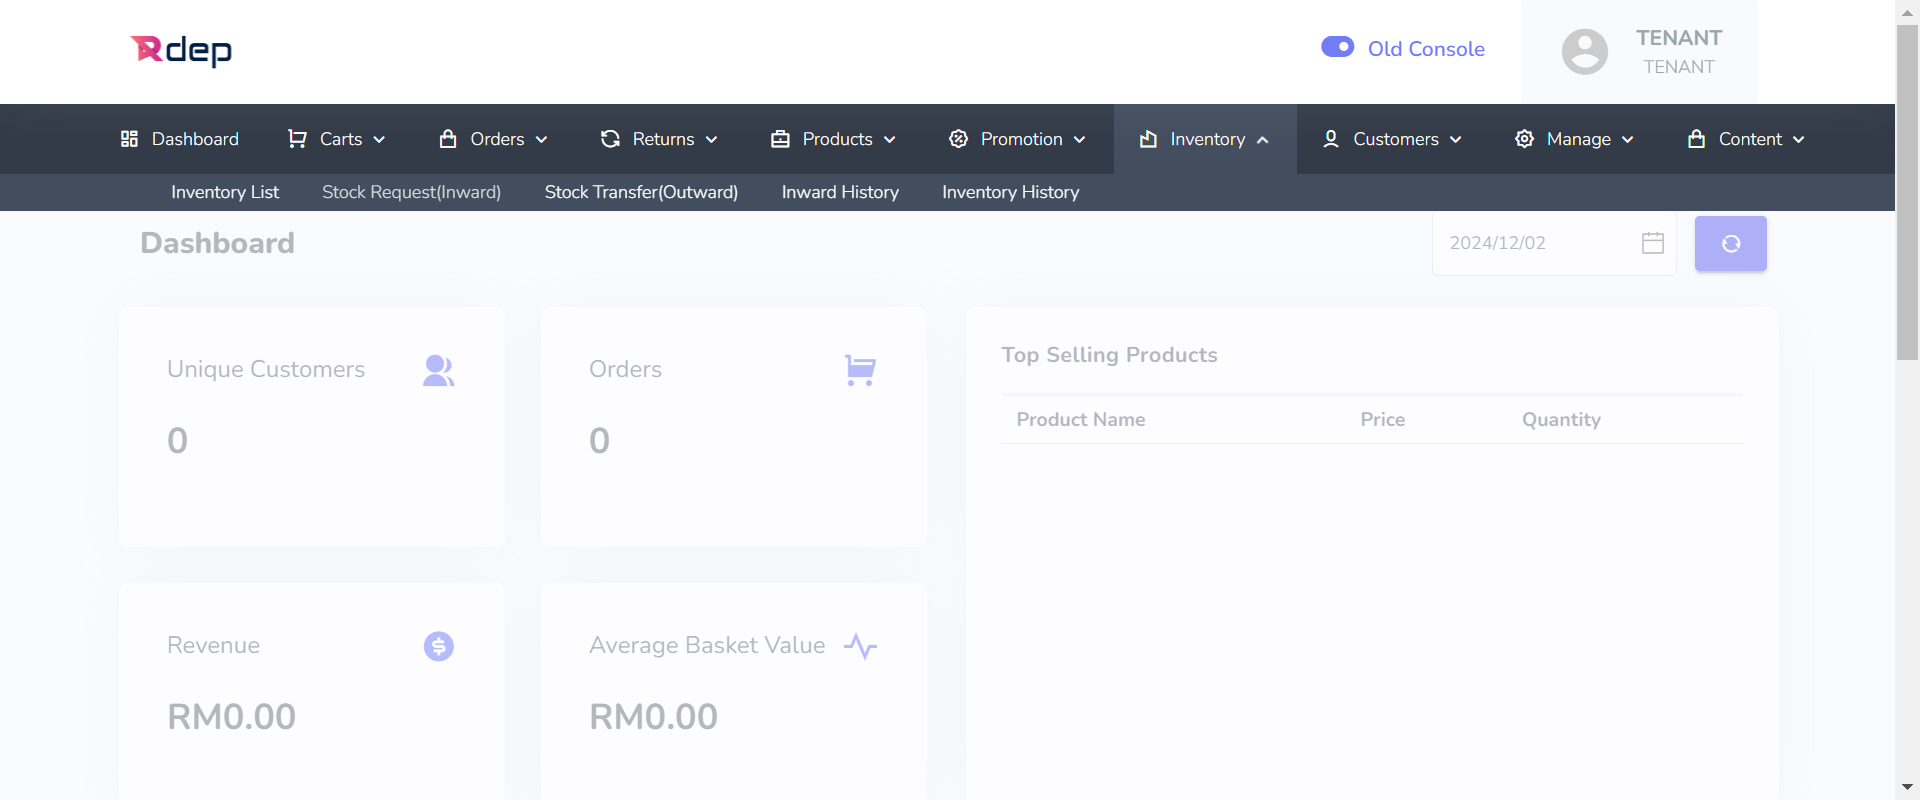 Rdep
Old Console
TENANT
TENANT
Dashboard Carts Orders Returns Products Promotion Inventory Customers Manage Content
Inventory List Stock Request(Inward) Stock Transfer(Outward) Inward History Inventory History
Dashboard
2024/12/02
Unique Customers
0
Orders
0
Top Selling Products
Product Name Price Quantity
Revenue
RM0.00
Average Basket Value
RM0.00